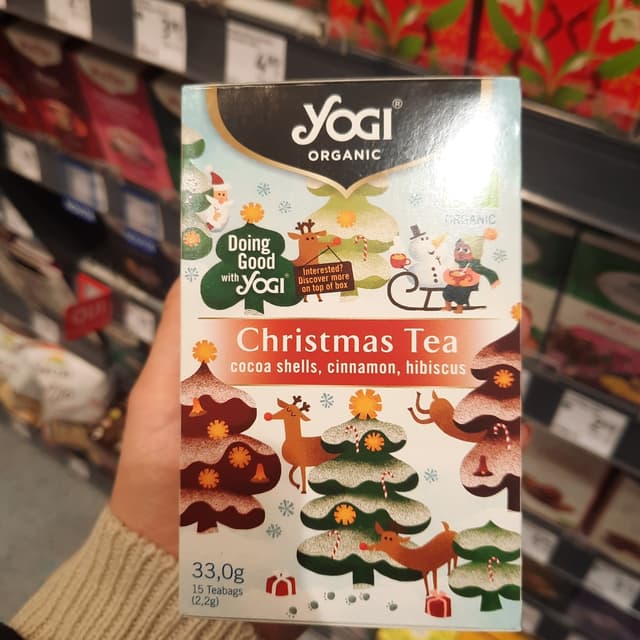 YOGI®
ORGANIC
ORGANIC
Doing
Good
with YOGI®
Interested?
Discover more
on top of box
Christmas Tea
cocoa shells, cinnamon, hibiscus
33,0g
15 Teabags
(2,2g)